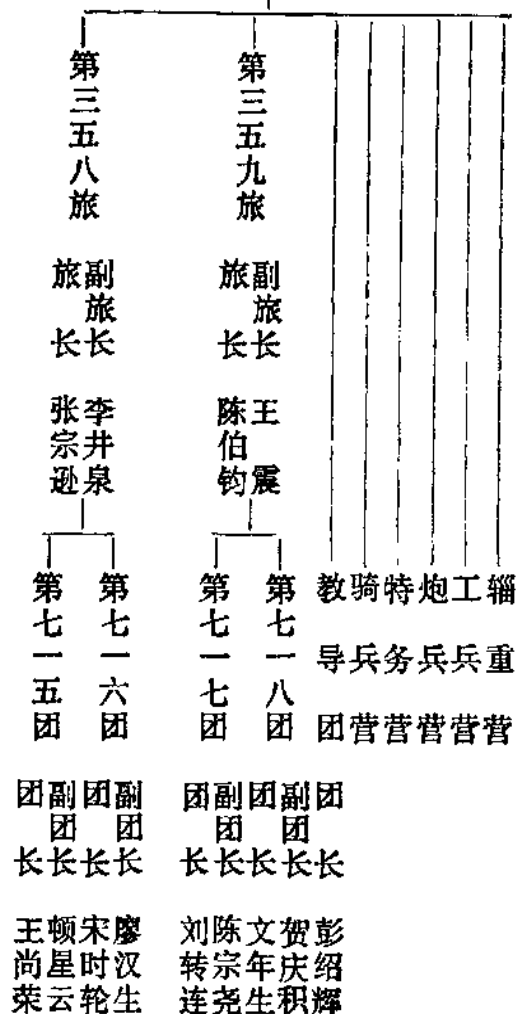 第三五八旅
旅长 张宗逊
副旅长 李井泉
第七一五团
团长 王尚荣
副团长 顿星云
第七一六团
团长 宋时轮
副团长 廖汉生
第三五九旅
旅长 陈伯钧
副旅长 王震
第七一七团
团长 刘转连
副团长 陈宗尧
第七一八团
团长 文年生
副团长 贺庆积
教导团
团长 彭绍辉
骑兵营
特务营
炮兵营
工兵营
辎重营